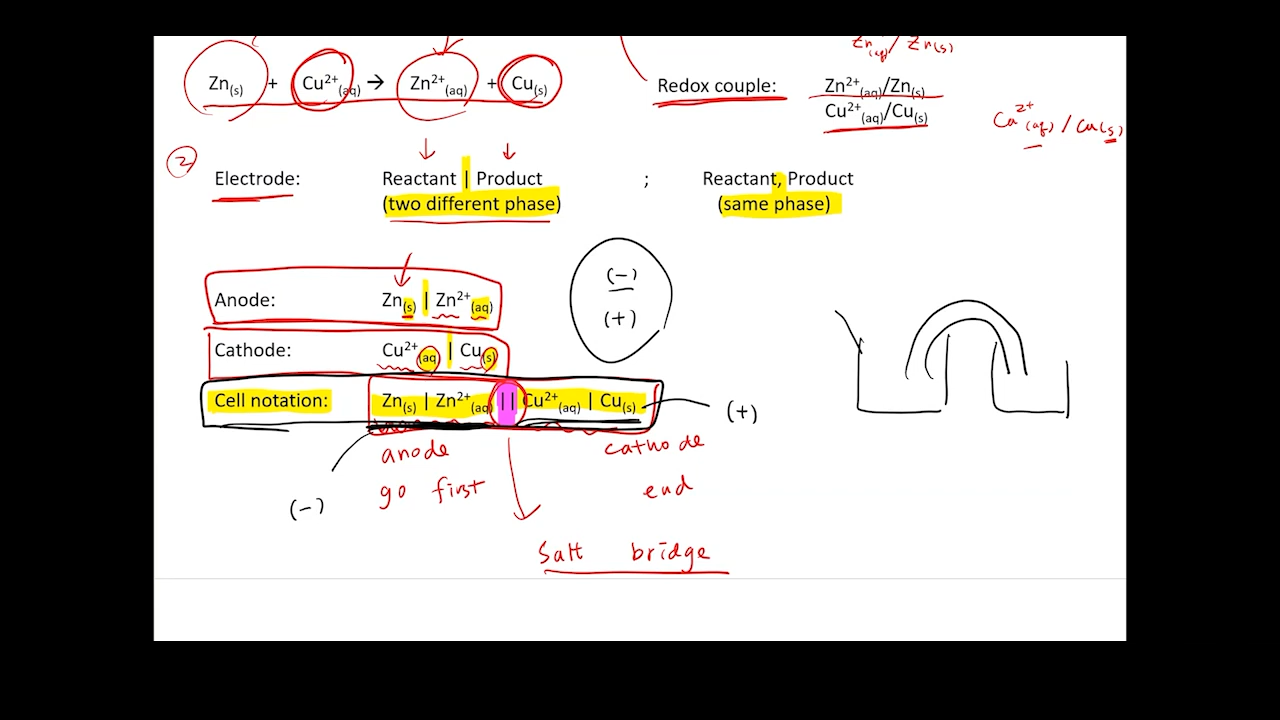 Zn(aq) / Zn(s)
Zn(s) + Cu²⁺(aq) → Zn²⁺(aq) + Cu(s)
Redox couple: Zn²⁺(aq)/Zn(s)
Cu²⁺(aq)/Cu(s)
Cu²⁺(aq) / Cu(s)
②
Electrode: Reactant | Product ; Reactant, Product
(two different phase) (same phase)
(-)
(+)
Anode: Zn(s) | Zn²⁺(aq)
Cathode: Cu²⁺(aq) | Cu(s)
Cell notation: Zn(s) | Zn²⁺(aq) || Cu²⁺(aq) | Cu(s)
(+)
anode cathode
go first end
(-)
Salt bridge